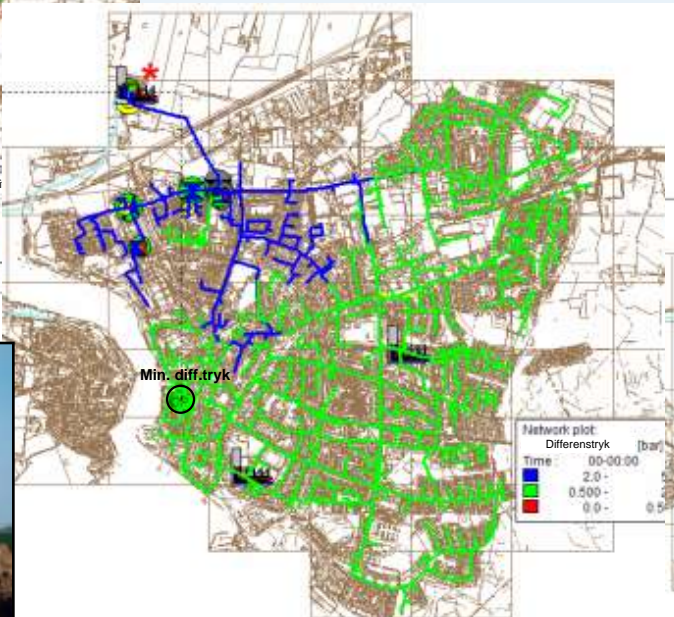 Min. diff.tryk
Network plot:
Differenstryk [bar]
Time : 00-00:00
2.0 -
0.500 -
0.0 - 0.5